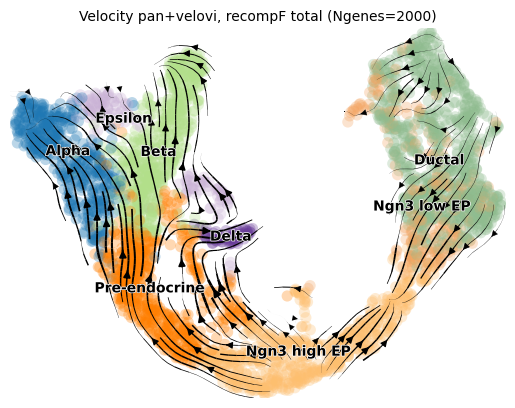 Velocity pan+velovi, recompF total (Ngenes=2000)
Epsilon
Alpha
Beta
Ductal
Ngn3 low EP
Delta
Pre-endocrine
Ngn3 high EP